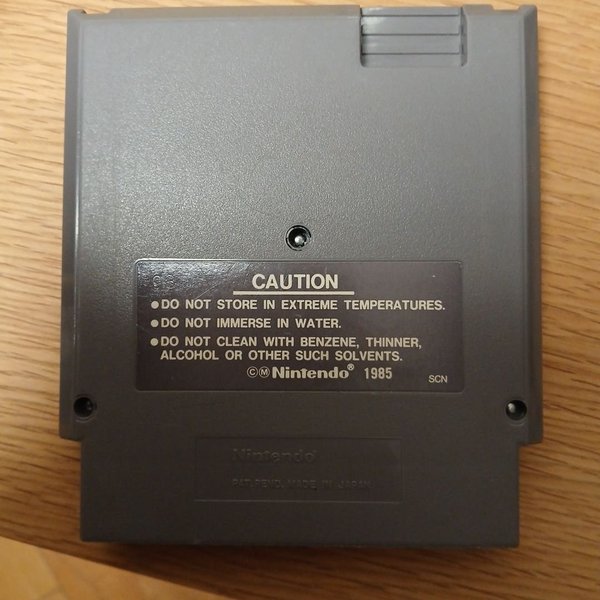 CAUTION
●DO NOT STORE IN EXTREME TEMPERATURES.
●DO NOT IMMERSE IN WATER.
●DO NOT CLEAN WITH BENZENE, THINNER,
ALCOHOL OR OTHER SUCH SOLVENTS.
©Ⓜ Nintendo® 1985
SCN
Nintendo®
PAT. PEND. MADE IN JAPAN